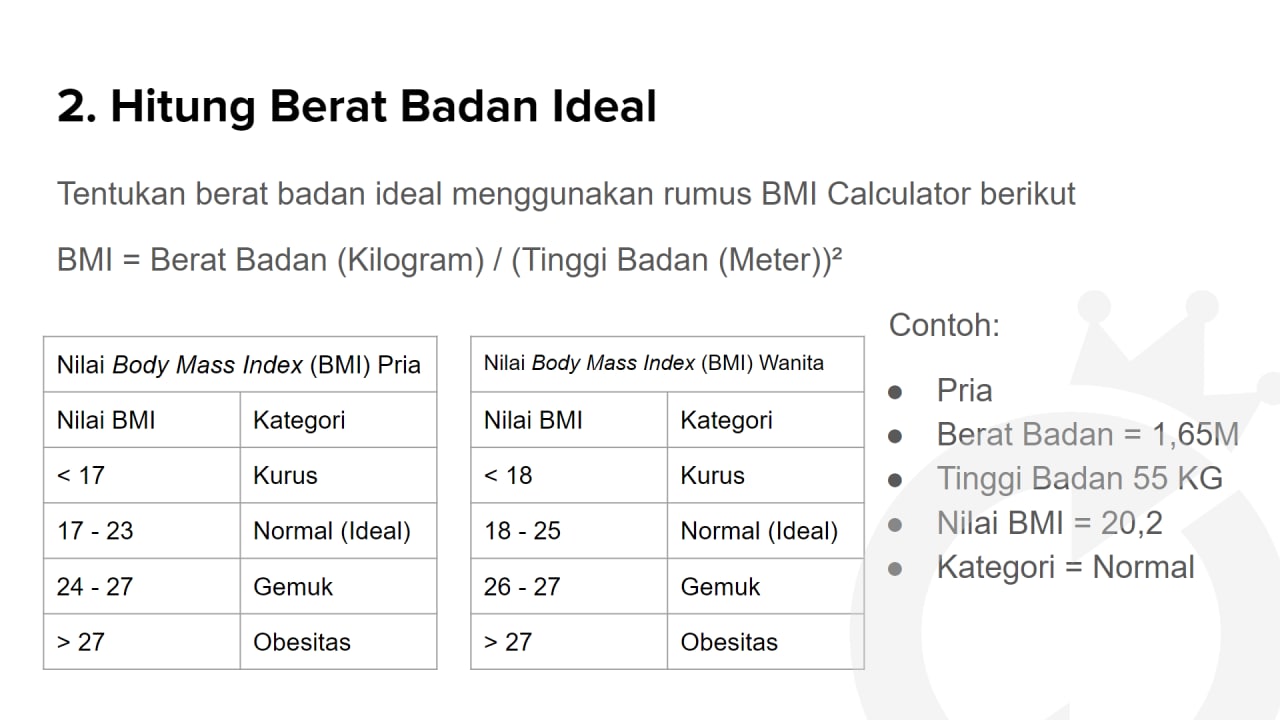 2. Hitung Berat Badan Ideal
Tentukan berat badan ideal menggunakan rumus BMI Calculator berikut
BMI = Berat Badan (Kilogram) / (Tinggi Badan (Meter))²
Nilai Body Mass Index (BMI) Pria
Nilai BMI Kategori
< 17 Kurus
17 - 23 Normal (Ideal)
24 - 27 Gemuk
> 27 Obesitas
Nilai Body Mass Index (BMI) Wanita
Nilai BMI Kategori
< 18 Kurus
18 - 25 Normal (Ideal)
26 - 27 Gemuk
> 27 Obesitas
Contoh:
● Pria
● Berat Badan = 1,65M
● Tinggi Badan 55 KG
● Nilai BMI = 20,2
● Kategori = Normal